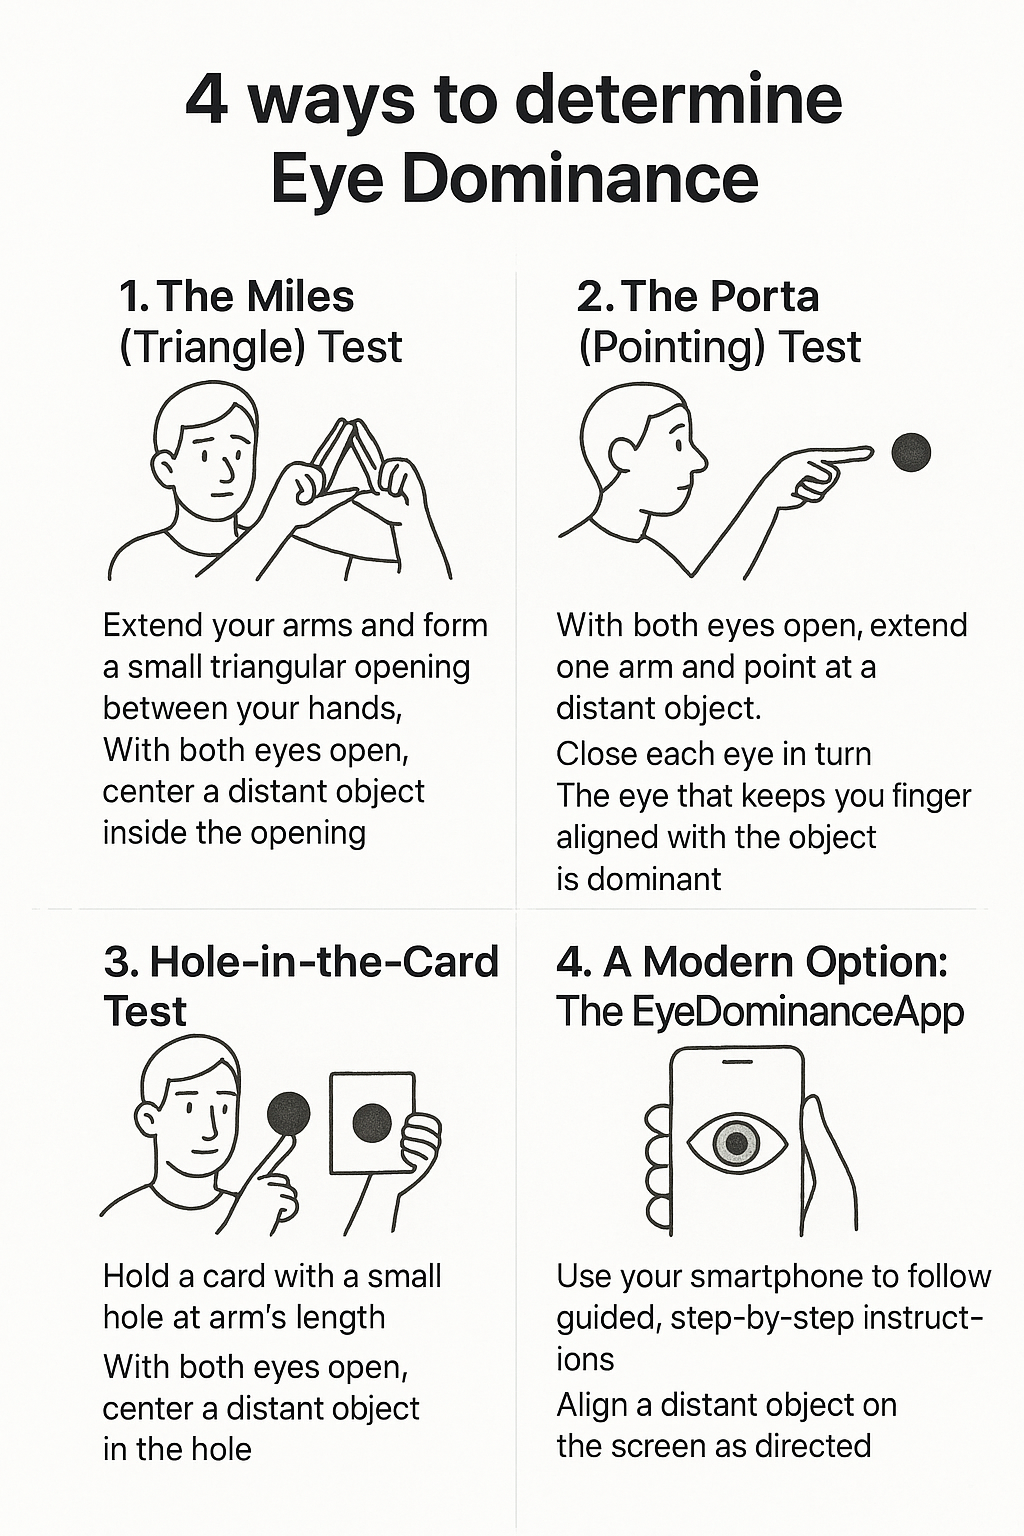 4 ways to determine
Eye Dominance
1. The Miles
(Triangle) Test
Extend your arms and form
a small triangular opening
between your hands,
With both eyes open,
center a distant object
inside the opening
2. The Porta
(Pointing) Test
With both eyes open, extend
one arm and point at a
distant object.
Close each eye in turn
The eye that keeps you finger
aligned with the object
is dominant
3. Hole-in-the-Card
Test
Hold a card with a small
hole at arm's length
With both eyes open,
center a distant object
in the hole
4. A Modern Option:
The EyeDominanceApp
Use your smartphone to follow
guided, step-by-step instruct-
ions
Align a distant object on
the screen as directed